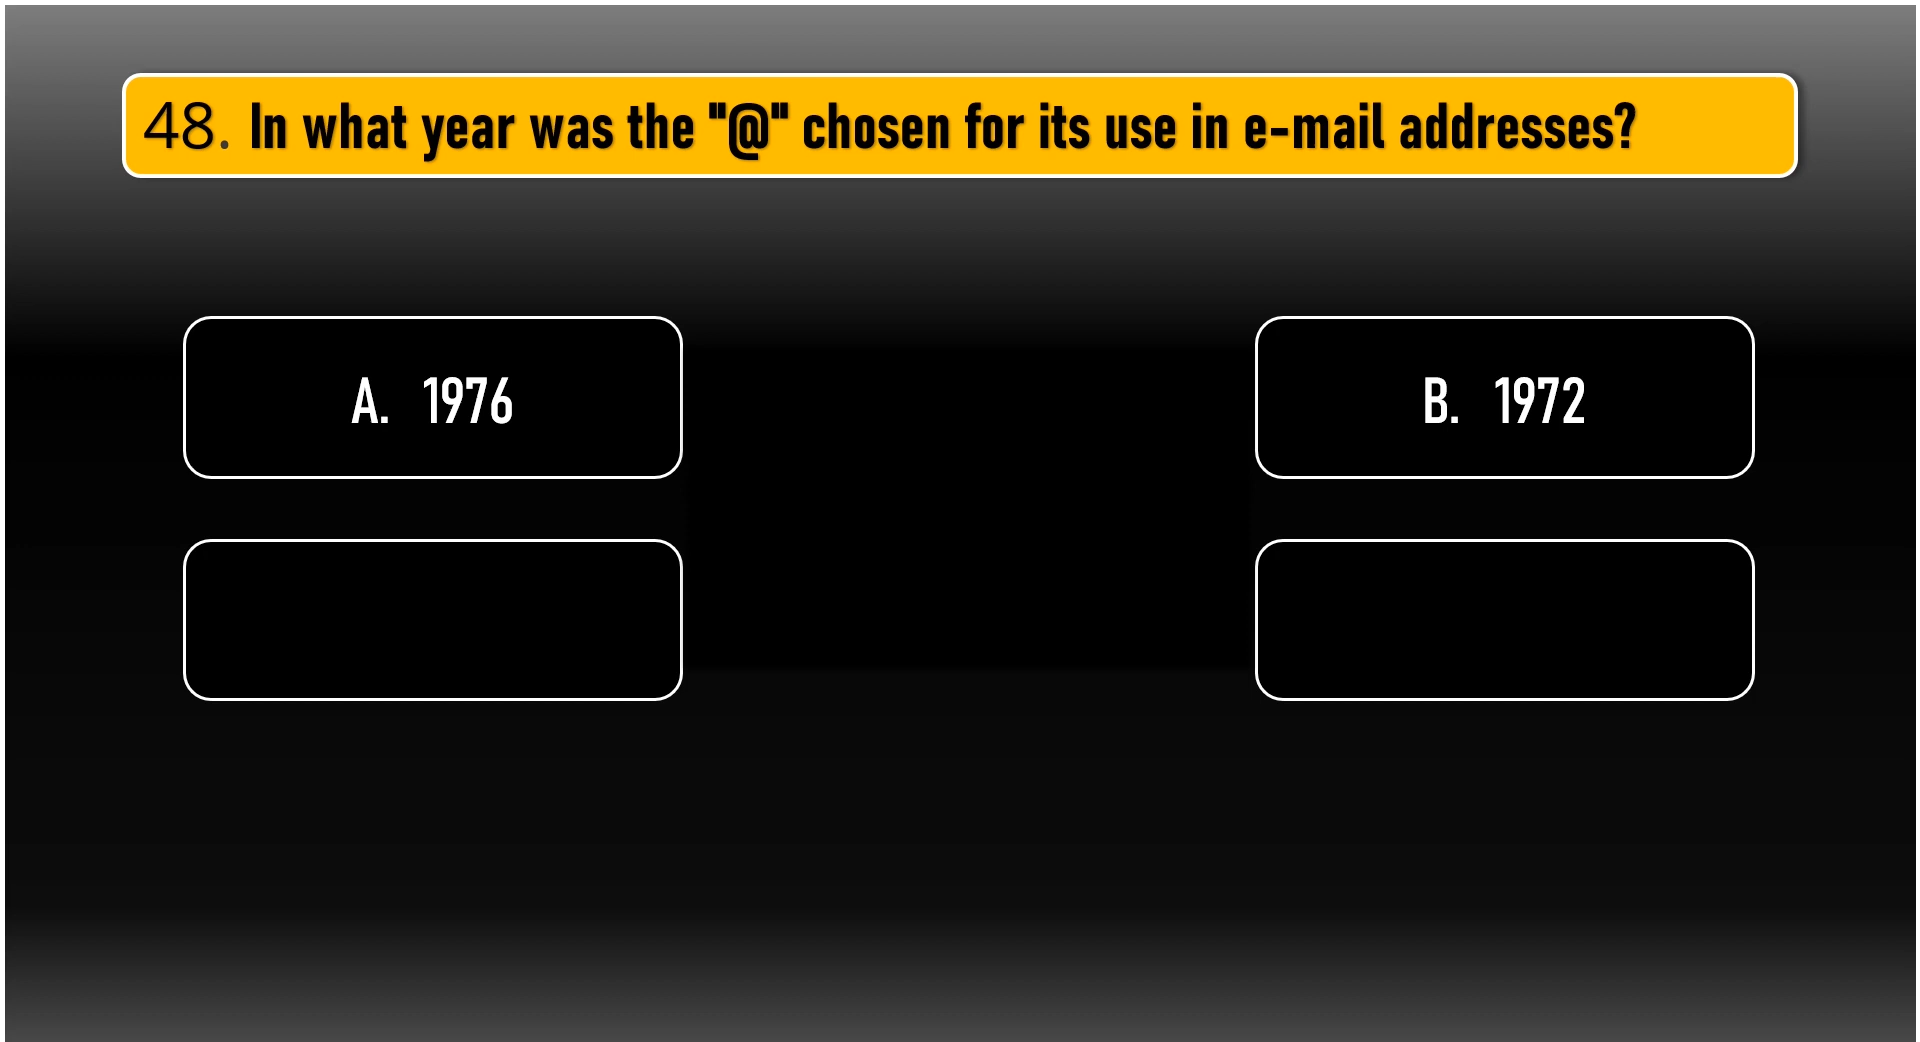 48. In what year was the "@" chosen for its use in e-mail addresses?
A. 1976
B. 1972